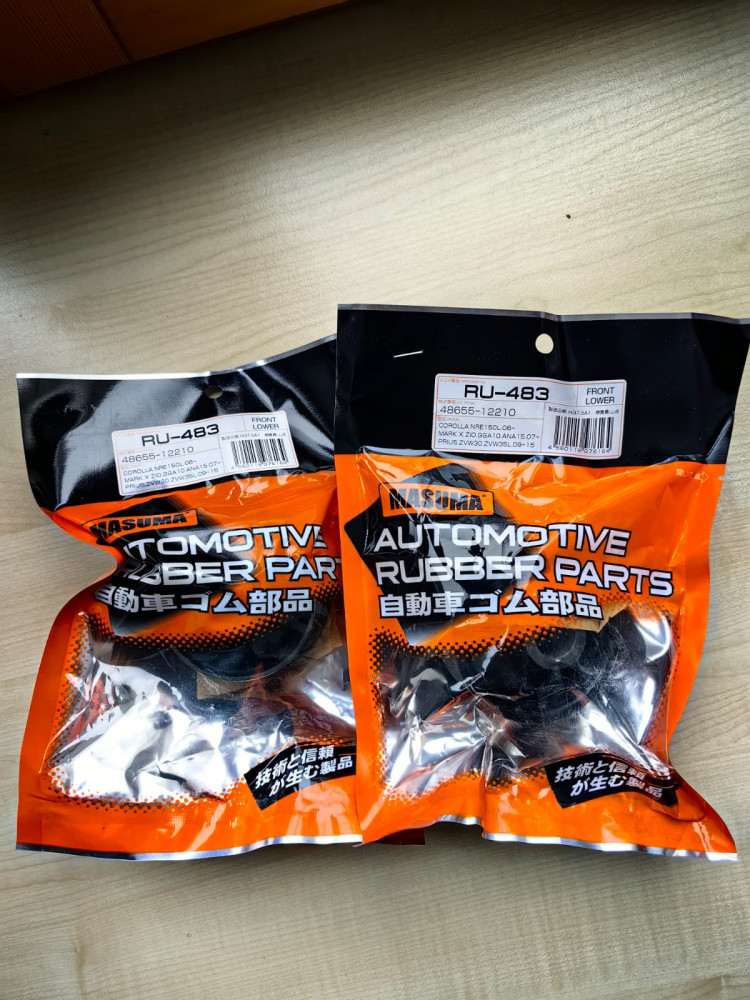 RU-483
FRONT
LOWER
48655-12210
COROLLA.NRE150L.06-
MARK X ZIO.GGA10.ANA15.07-
PRIUS.ZVW30.ZVW35L.09-15
MASUMA
AUTOMOTIVE
RUBBER PARTS
自動車ゴム部品
技術と信頼
が生む製品
RU-483
FRONT
LOWER
48655-12210
COROLLA.NRE150L.06-
MARK X ZIO.GGA10.ANA15.07-
PRIUS.ZVW30.ZVW35L.09-15
MASUMA
AUTOMOTIVE
RUBBER PARTS
自動車ゴム部品
技術と信頼
が生む製品